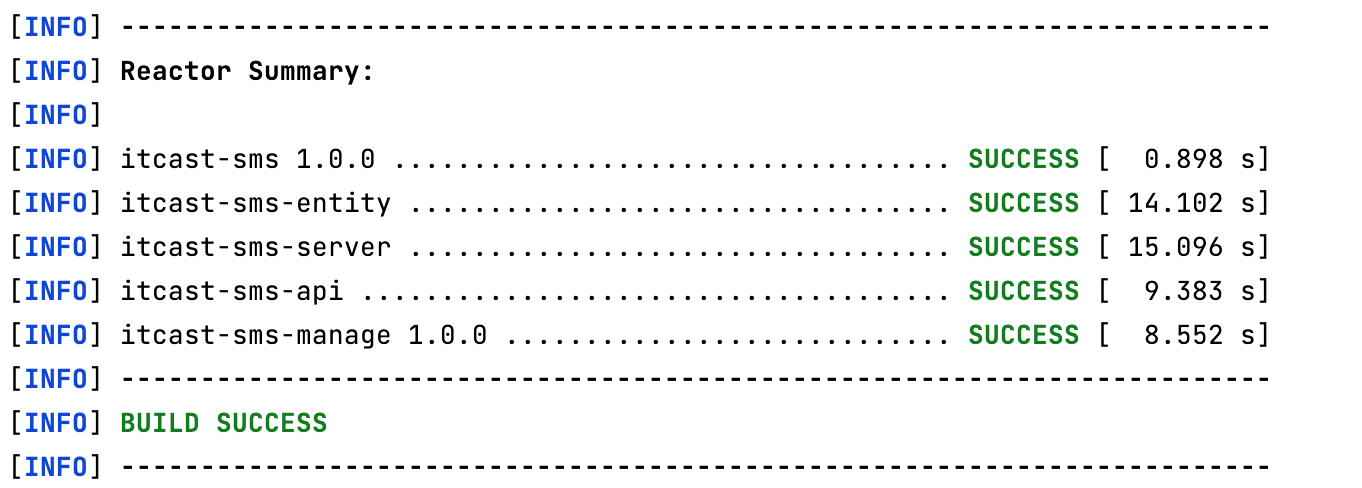 [INFO] ------------------------------------------------------------------------
[INFO] Reactor Summary:
[INFO]
[INFO] itcast-sms 1.0.0 ................................... SUCCESS [  0.898 s]
[INFO] itcast-sms-entity .................................. SUCCESS [ 14.102 s]
[INFO] itcast-sms-server .................................. SUCCESS [ 15.096 s]
[INFO] itcast-sms-api ..................................... SUCCESS [  9.383 s]
[INFO] itcast-sms-manage 1.0.0 ............................ SUCCESS [  8.552 s]
[INFO] ------------------------------------------------------------------------
[INFO] BUILD SUCCESS
[INFO] ------------------------------------------------------------------------